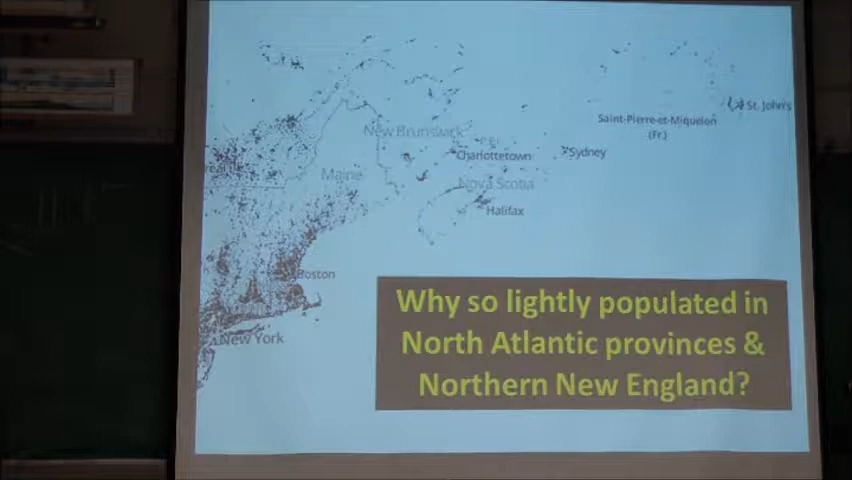 New Brunswick
P.E.I.
St. John's
Saint-Pierre-et-Miquelon
(Fr.)
Charlottetown
Sydney
Maine
Nova Scotia
Halifax
Boston
New York
Why so lightly populated in
North Atlantic provinces &
Northern New England?